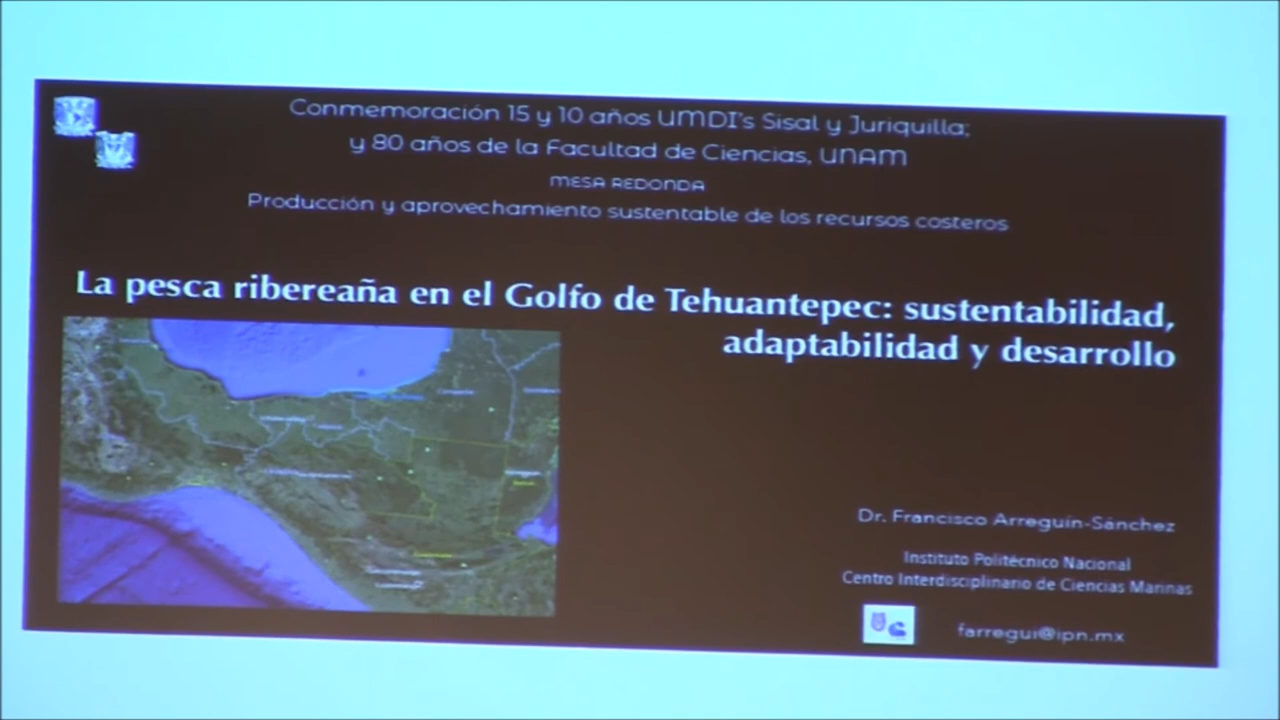 Conmemoración 15 y 10 años UMDI's Sisal y Juriquilla;
y 80 años de la Facultad de Ciencias, UNAM
MESA REDONDA
Producción y aprovechamiento sustentable de los recursos costeros
La pesca ribereaña en el Golfo de Tehuantepec: sustentabilidad,
adaptabilidad y desarrollo
Dr. Francisco Arreguín-Sánchez
Instituto Politécnico Nacional
Centro Interdisciplinario de Ciencias Marinas
farregui@ipn.mx